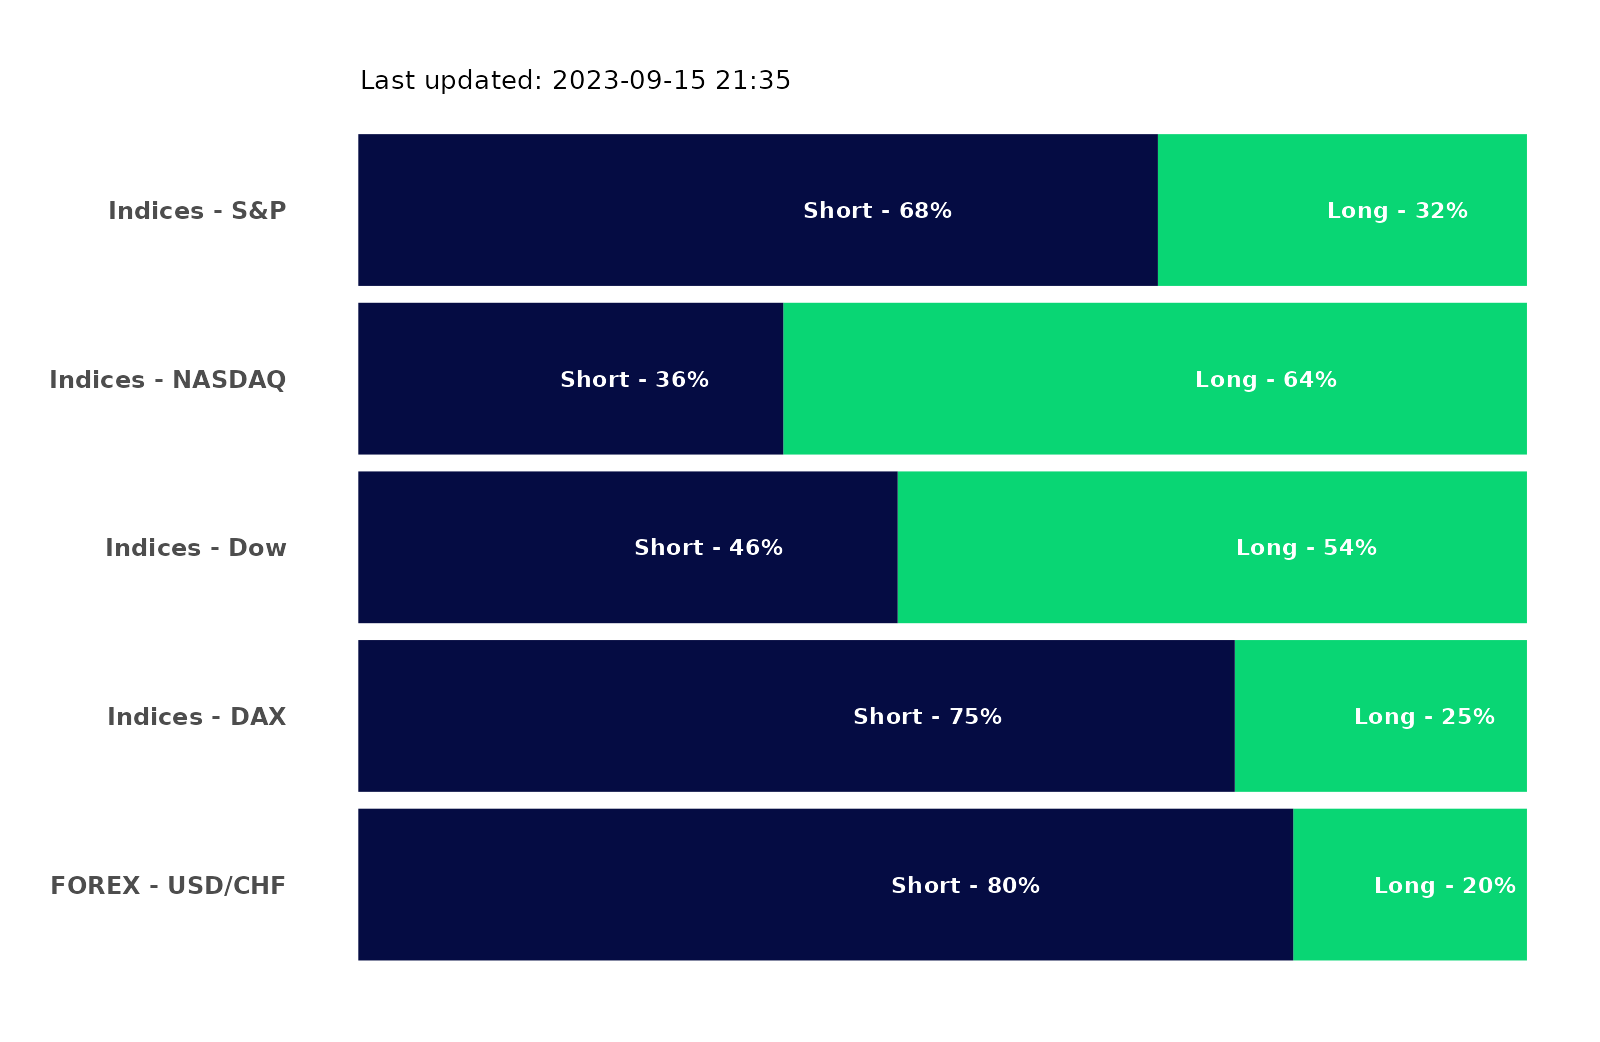 Last updated: 2023-09-15 21:35
Indices - S&P Short - 68% Long - 32%
Indices - NASDAQ Short - 36% Long - 64%
Indices - Dow Short - 46% Long - 54%
Indices - DAX Short - 75% Long - 25%
FOREX - USD/CHF Short - 80% Long - 20%